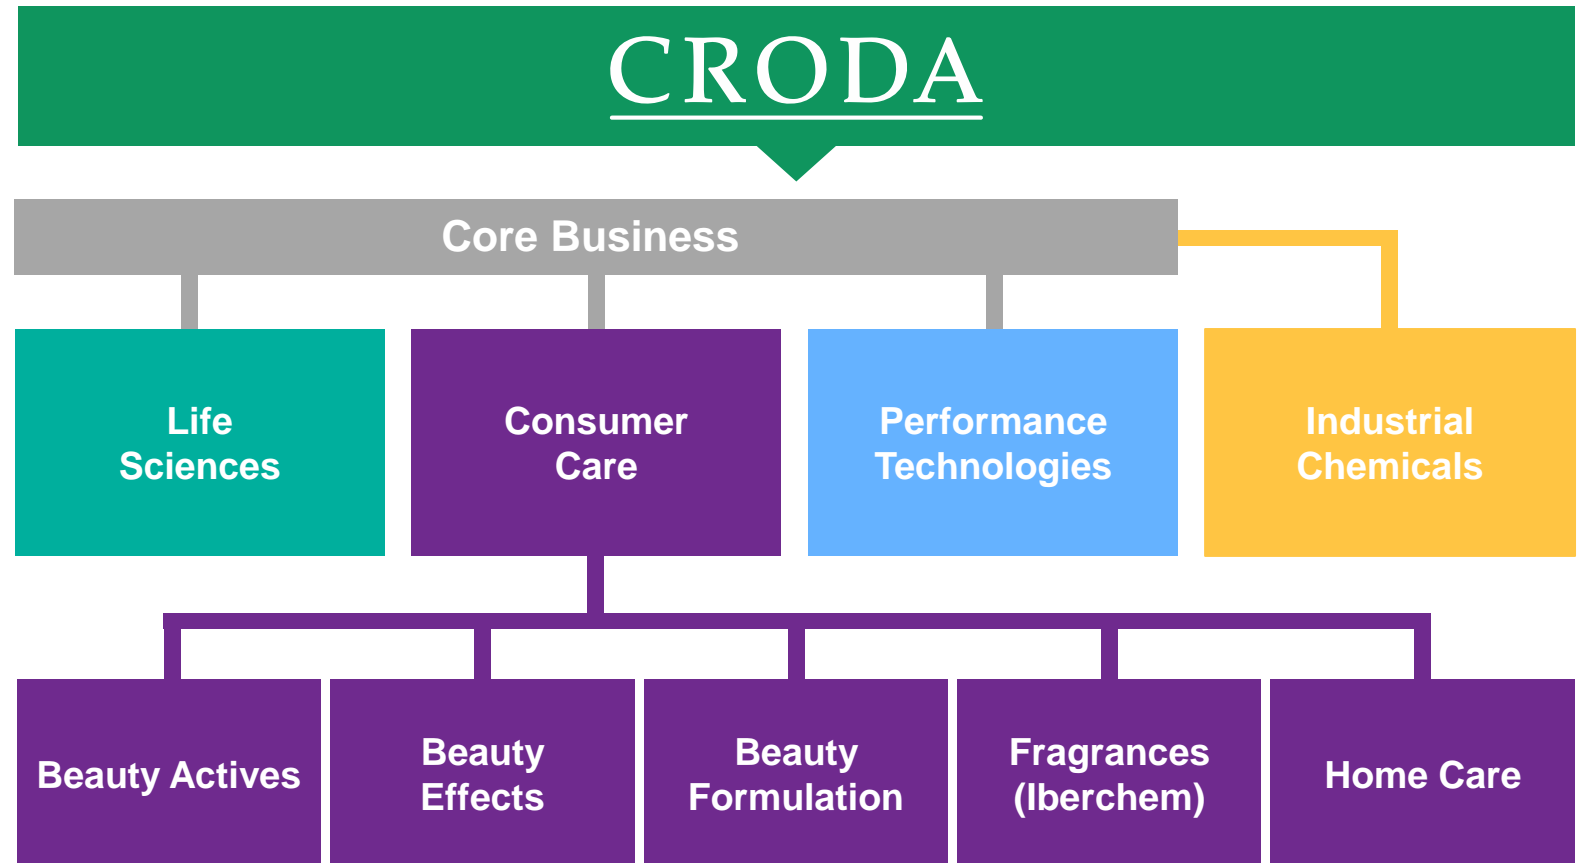 CRODA
Core Business
Life
Sciences
Consumer
Care
Performance
Technologies
Industrial
Chemicals
Beauty Actives
Beauty
Effects
Beauty
Formulation
Fragrances
(Iberchem)
Home Care